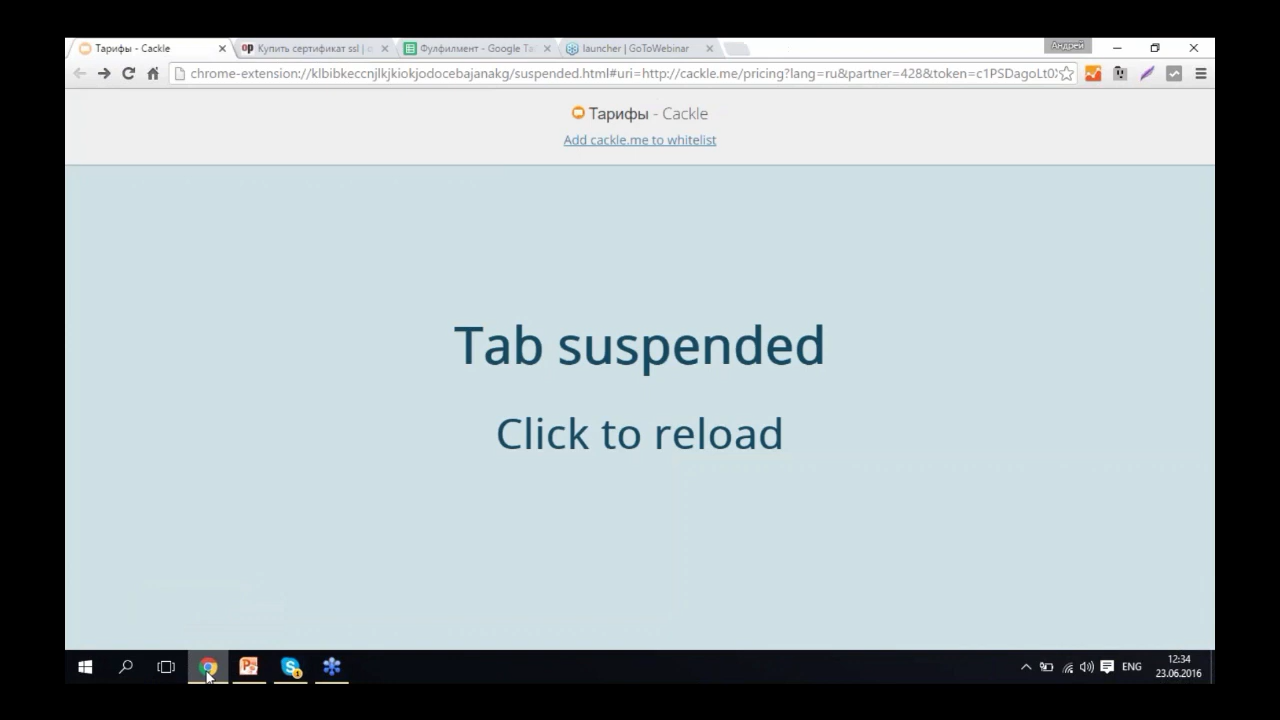 Тарифы - Cackle
Купить сертификат ssl |
Фулфилмент - Google Та
launcher | GoToWebinar
Андрей
chrome-extension://klbibkeccnjlkjkiokjodocebajanakg/suspended.html#uri=http://cackle.me/pricing?lang=ru&partner=428&token=c1PSDagoLt0
Тарифы - Cackle
Add cackle.me to whitelist
Tab suspended
Click to reload
ENG
12:34
23.06.2016